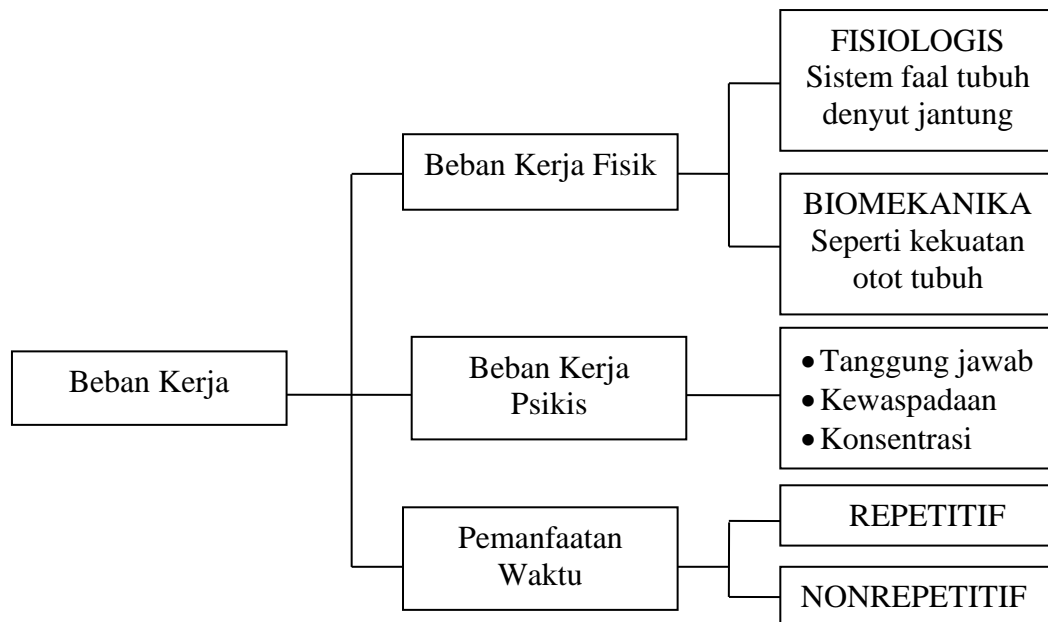 FISIOLOGIS
Sistem faal tubuh
denyut jantung
Beban Kerja Fisik
BIOMEKANIKA
Seperti kekuatan
otot tubuh
Beban Kerja
Beban Kerja
Psikis
• Tanggung jawab
• Kewaspadaan
• Konsentrasi
Pemanfaatan
Waktu
REPETITIF
NONREPETITIF